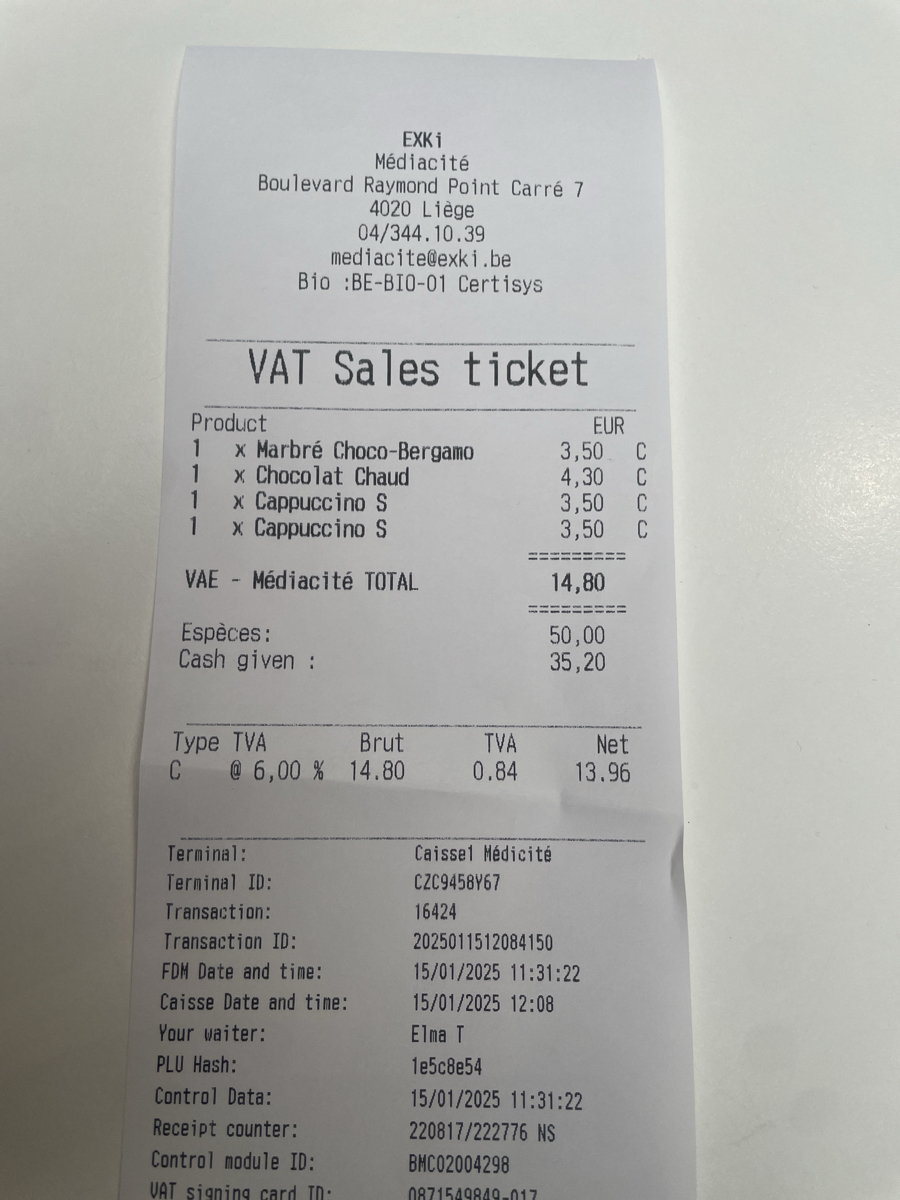 EXKi
Médiacité
Boulevard Raymond Point Carré 7
4020 Liège
04/344.10.39
mediacite@exki.be
Bio :BE-BIO-01 Certisys
VAT Sales ticket
Product EUR
1 x Marbré Choco-Bergamo 3,50 C
1 x Chocolat Chaud 4,30 C
1 x Cappuccino S 3,50 C
1 x Cappuccino S 3,50 C
=========
VAE - Médiacité TOTAL 14,80
=========
Espèces: 50,00
Cash given : 35,20
Type TVA Brut TVA Net
C @ 6,00 % 14.80 0.84 13.96
Terminal: Caisse1 Médicité
Terminal ID: CZC9458Y67
Transaction: 16424
Transaction ID: 2025011512084150
FDM Date and time: 15/01/2025 11:31:22
Caisse Date and time: 15/01/2025 12:08
Your waiter: Elma T
PLU Hash: 1e5c8e54
Control Data: 15/01/2025 11:31:22
Receipt counter: 220817/222776 NS
Control module ID: BMC02004298
VAT signing card ID: 0871549849-017